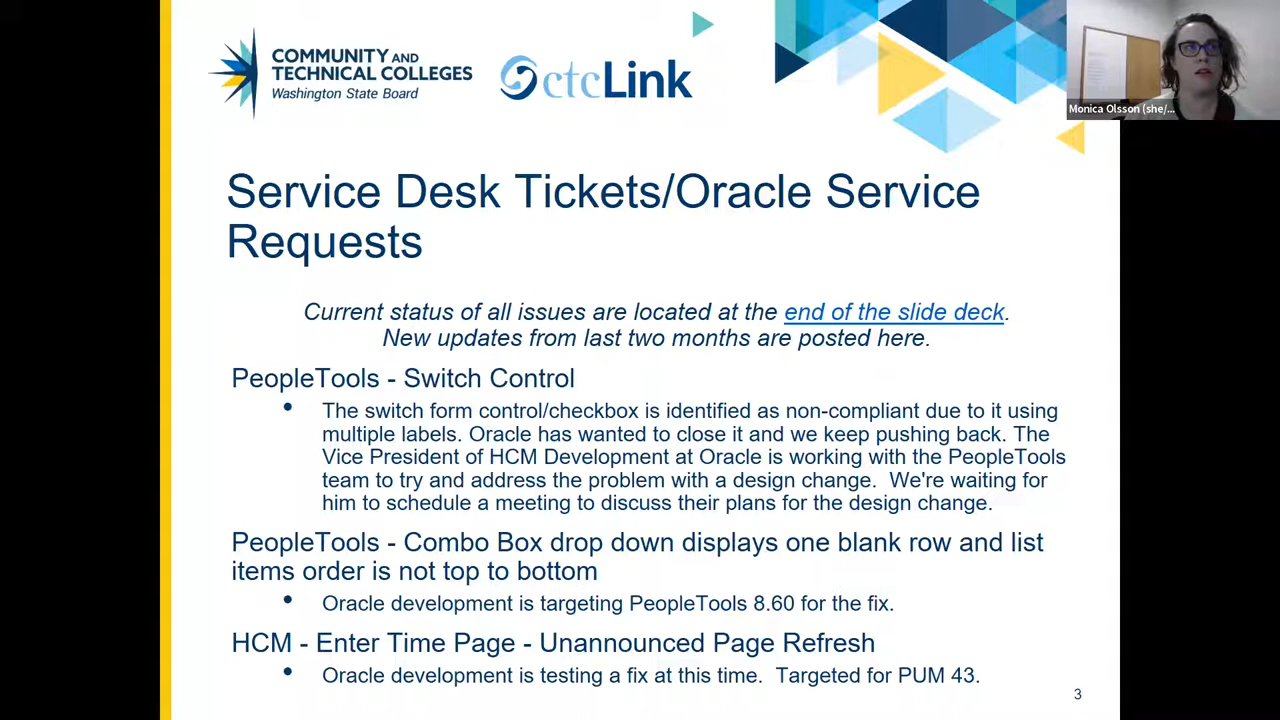 COMMUNITY AND
TECHNICAL COLLEGES
Washington State Board
ctcLink
Monica Olsson (she/...
Service Desk Tickets/Oracle Service
Requests
Current status of all issues are located at the end of the slide deck.
New updates from last two months are posted here.
PeopleTools - Switch Control
• The switch form control/checkbox is identified as non-compliant due to it using
multiple labels. Oracle has wanted to close it and we keep pushing back. The
Vice President of HCM Development at Oracle is working with the PeopleTools
team to try and address the problem with a design change.  We're waiting for
him to schedule a meeting to discuss their plans for the design change.
PeopleTools - Combo Box drop down displays one blank row and list
items order is not top to bottom
• Oracle development is targeting PeopleTools 8.60 for the fix.
HCM - Enter Time Page - Unannounced Page Refresh
• Oracle development is testing a fix at this time.  Targeted for PUM 43.
3